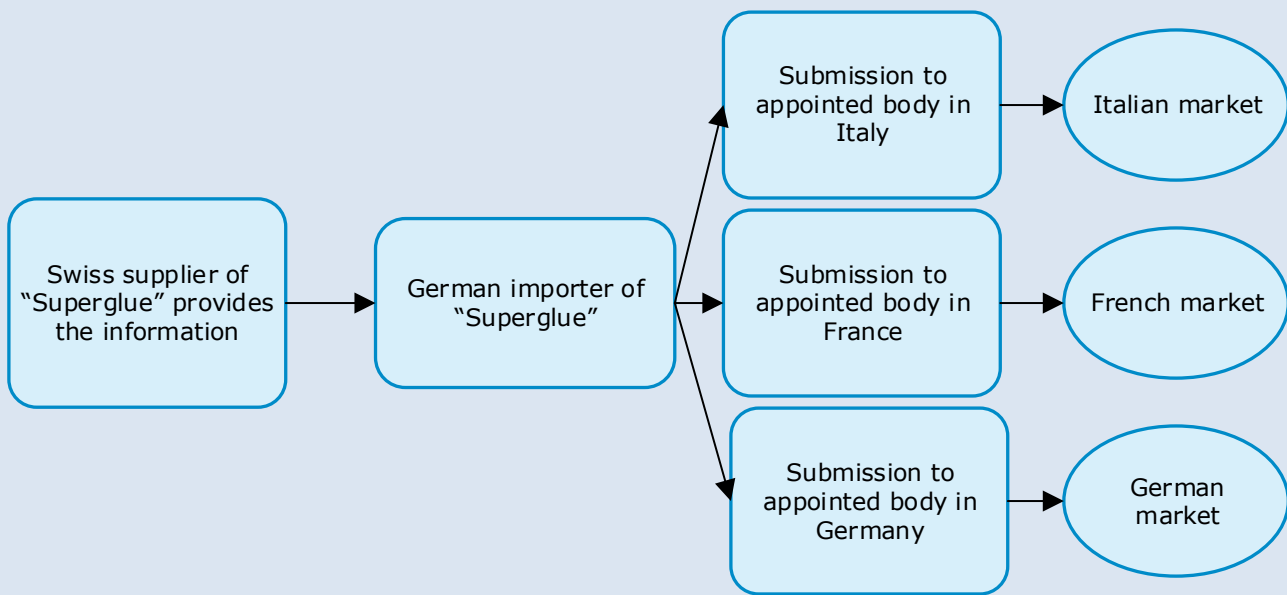 Swiss supplier of
“Superglue” provides
the information
German importer of
“Superglue”
Submission to
appointed body in
Italy
Italian market
Submission to
appointed body in
France
French market
Submission to
appointed body in
Germany
German
market